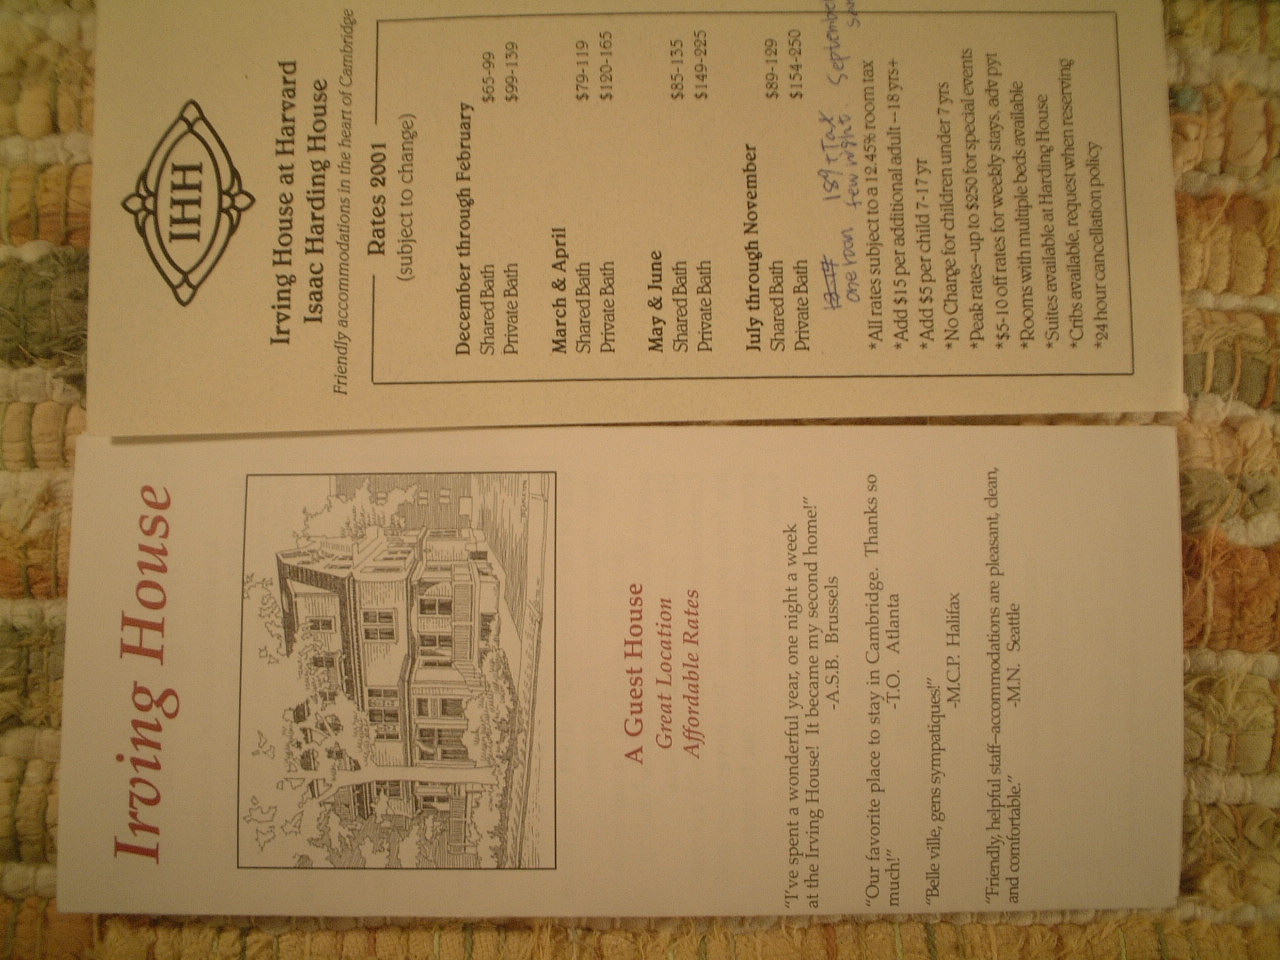 Irving House
A Guest House
Great Location
Affordable Rates
"I've spent a wonderful year, one night a week
at the Irving House! It became my second home!"
-A.S.B. Brussels
"Our favorite place to stay in Cambridge. Thanks so
much!"
-T.O. Atlanta
"Belle ville, gens sympatiques!"
-M.C.P. Halifax
"Friendly, helpful staff–accommodations are pleasant, clean,
and comfortable."
-M.N. Seattle
IHH
Irving House at Harvard
Isaac Harding House
Friendly accommodations in the heart of Cambridge
Rates 2001
(subject to change)
December through February
Shared Bath $65-99
Private Bath $99-139
March & April
Shared Bath $79-119
Private Bath $120-165
May & June
Shared Bath $85-135
Private Bath $149-225
July through November
Shared Bath $89-129
Private Bath $154-250
189 + Tax September
one room few night.
*All rates subject to a 12.45% room tax
*Add $15 per additional adult--18 yrs+
*Add $5 per child 7-17 yr
*No Charge for children under 7 yrs
*Peak rates--up to $250 for special events
*$5-10 off rates for weekly stays, adv pyt
*Rooms with multiple beds available
*Suites available at Harding House
*Cribs available, request when reserving
*24 hour cancellation policy